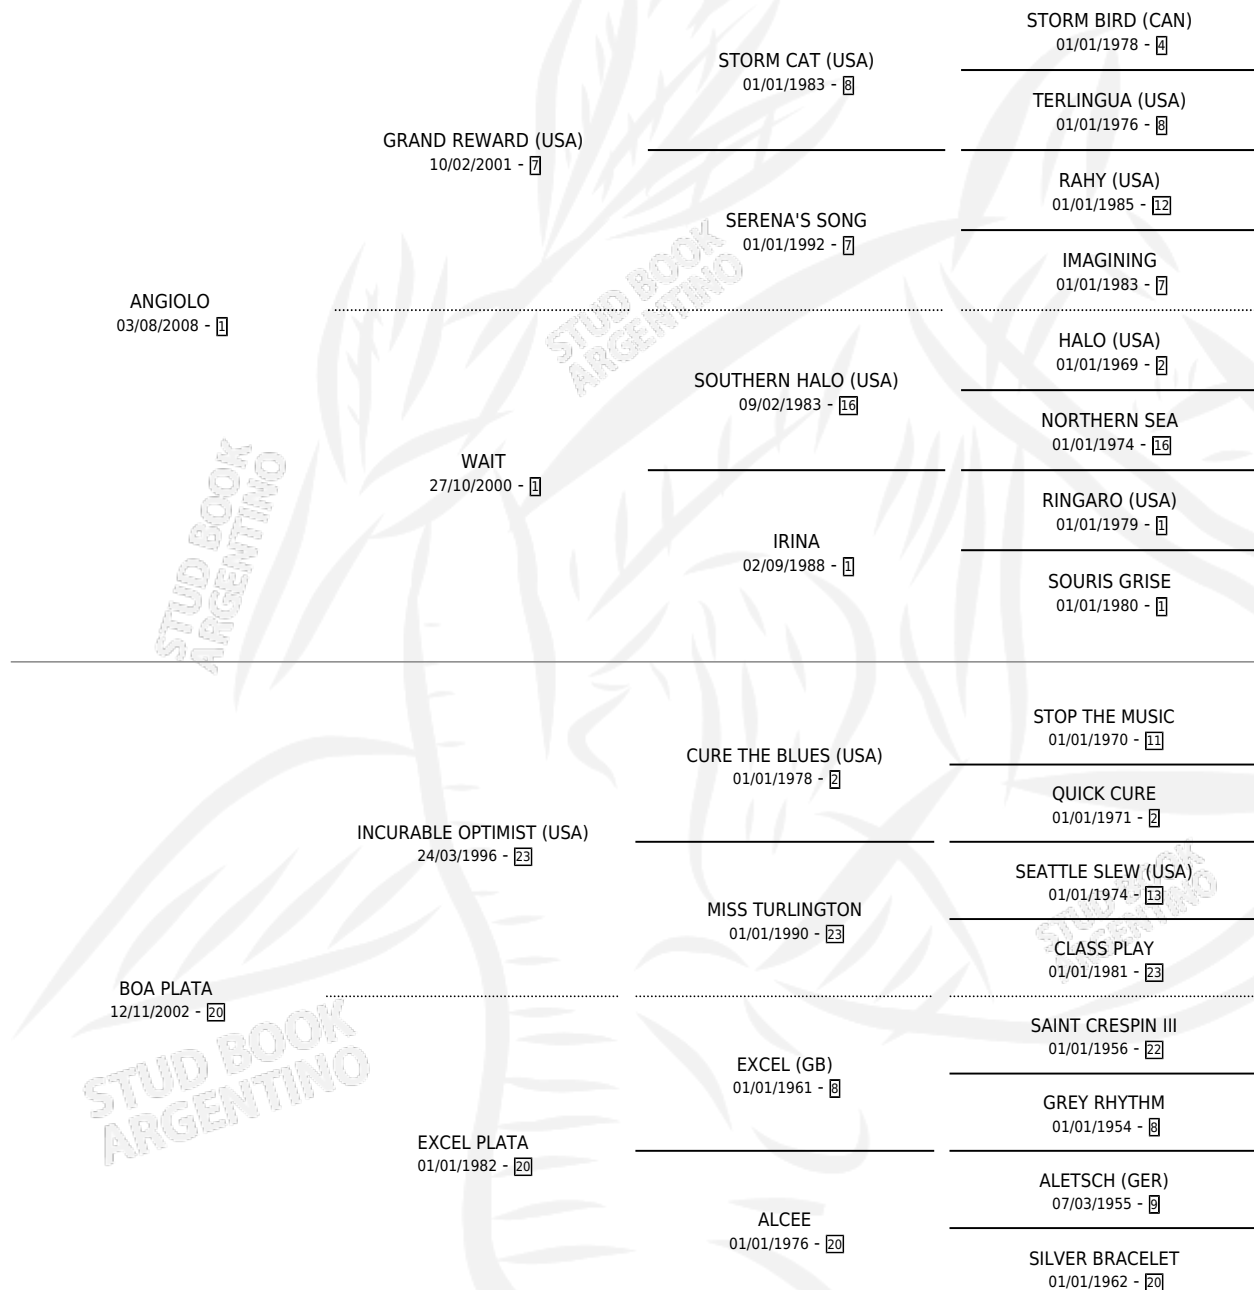 STORM BIRD (CAN)
01/01/1978 - 4
STORM CAT (USA)
01/01/1983 - 8
TERLINGUA (USA)
01/01/1976 - 8
GRAND REWARD (USA)
10/02/2001 - 7
RAHY (USA)
01/01/1985 - 12
SERENA'S SONG
01/01/1992 - 7
IMAGINING
01/01/1983 - 7
ANGIOLO
03/08/2008 - 1
HALO (USA)
01/01/1969 - 2
SOUTHERN HALO (USA)
09/02/1983 - 16
NORTHERN SEA
01/01/1974 - 16
WAIT
27/10/2000 - 1
RINGARO (USA)
01/01/1979 - 1
IRINA
02/09/1988 - 1
SOURIS GRISE
01/01/1980 - 1
STUD BOOK
ARGENTINO
STUD BOOK
ARGENTINO
STOP THE MUSIC
01/01/1970 - 11
CURE THE BLUES (USA)
01/01/1978 - 2
QUICK CURE
01/01/1971 - 2
INCURABLE OPTIMIST (USA)
24/03/1996 - 23
SEATTLE SLEW (USA)
01/01/1974 - 13
MISS TURLINGTON
01/01/1990 - 23
CLASS PLAY
01/01/1981 - 23
BOA PLATA
12/11/2002 - 20
SAINT CRESPIN III
01/01/1956 - 22
EXCEL (GB)
01/01/1961 - 8
GREY RHYTHM
01/01/1954 - 8
EXCEL PLATA
01/01/1982 - 20
ALETSCH (GER)
07/03/1955 - 9
ALCEE
01/01/1976 - 20
SILVER BRACELET
01/01/1962 - 20
STUD BOOK
ARGENTINO
STUD BOOK
ARGENTINO